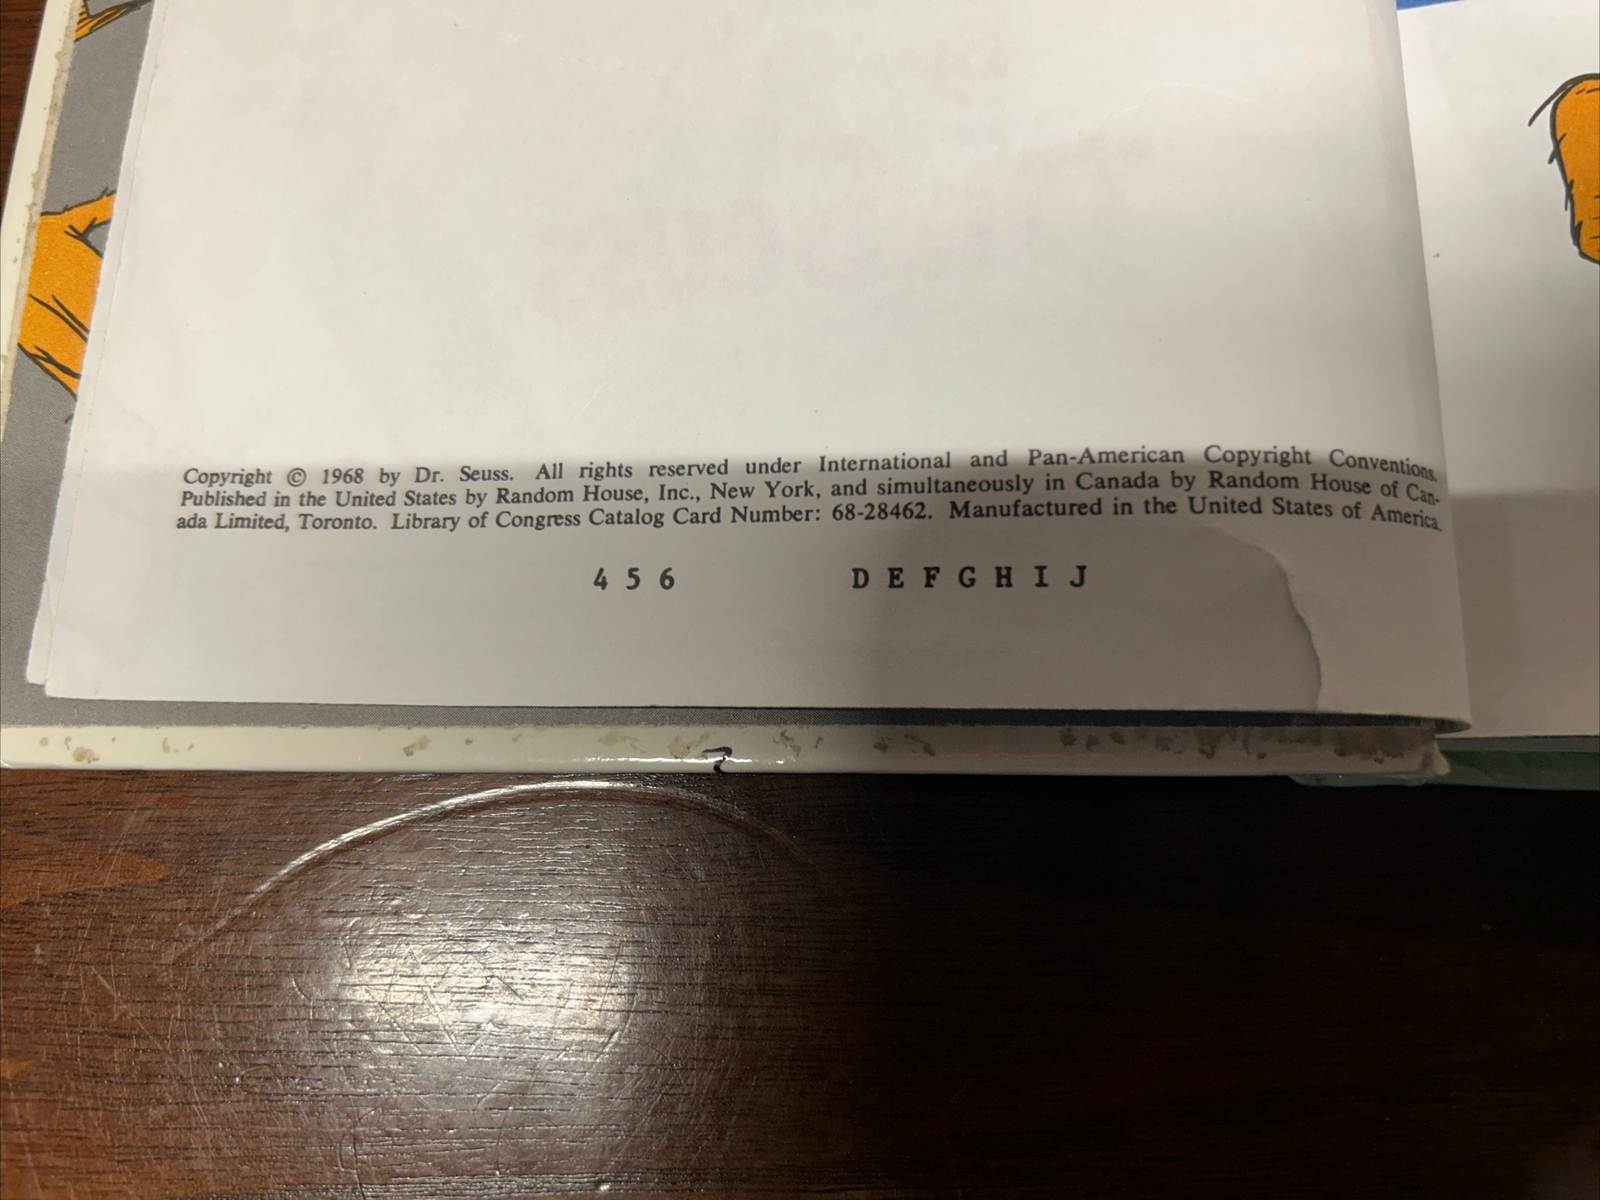 Copyright © 1968 by Dr. Seuss. All rights reserved under International and Pan-American Copyright Conventions.
Published in the United States by Random House, Inc., New York, and simultaneously in Canada by Random House of Can-
ada Limited, Toronto. Library of Congress Catalog Card Number: 68-28462. Manufactured in the United States of America.
4 5 6 D E F G H I J